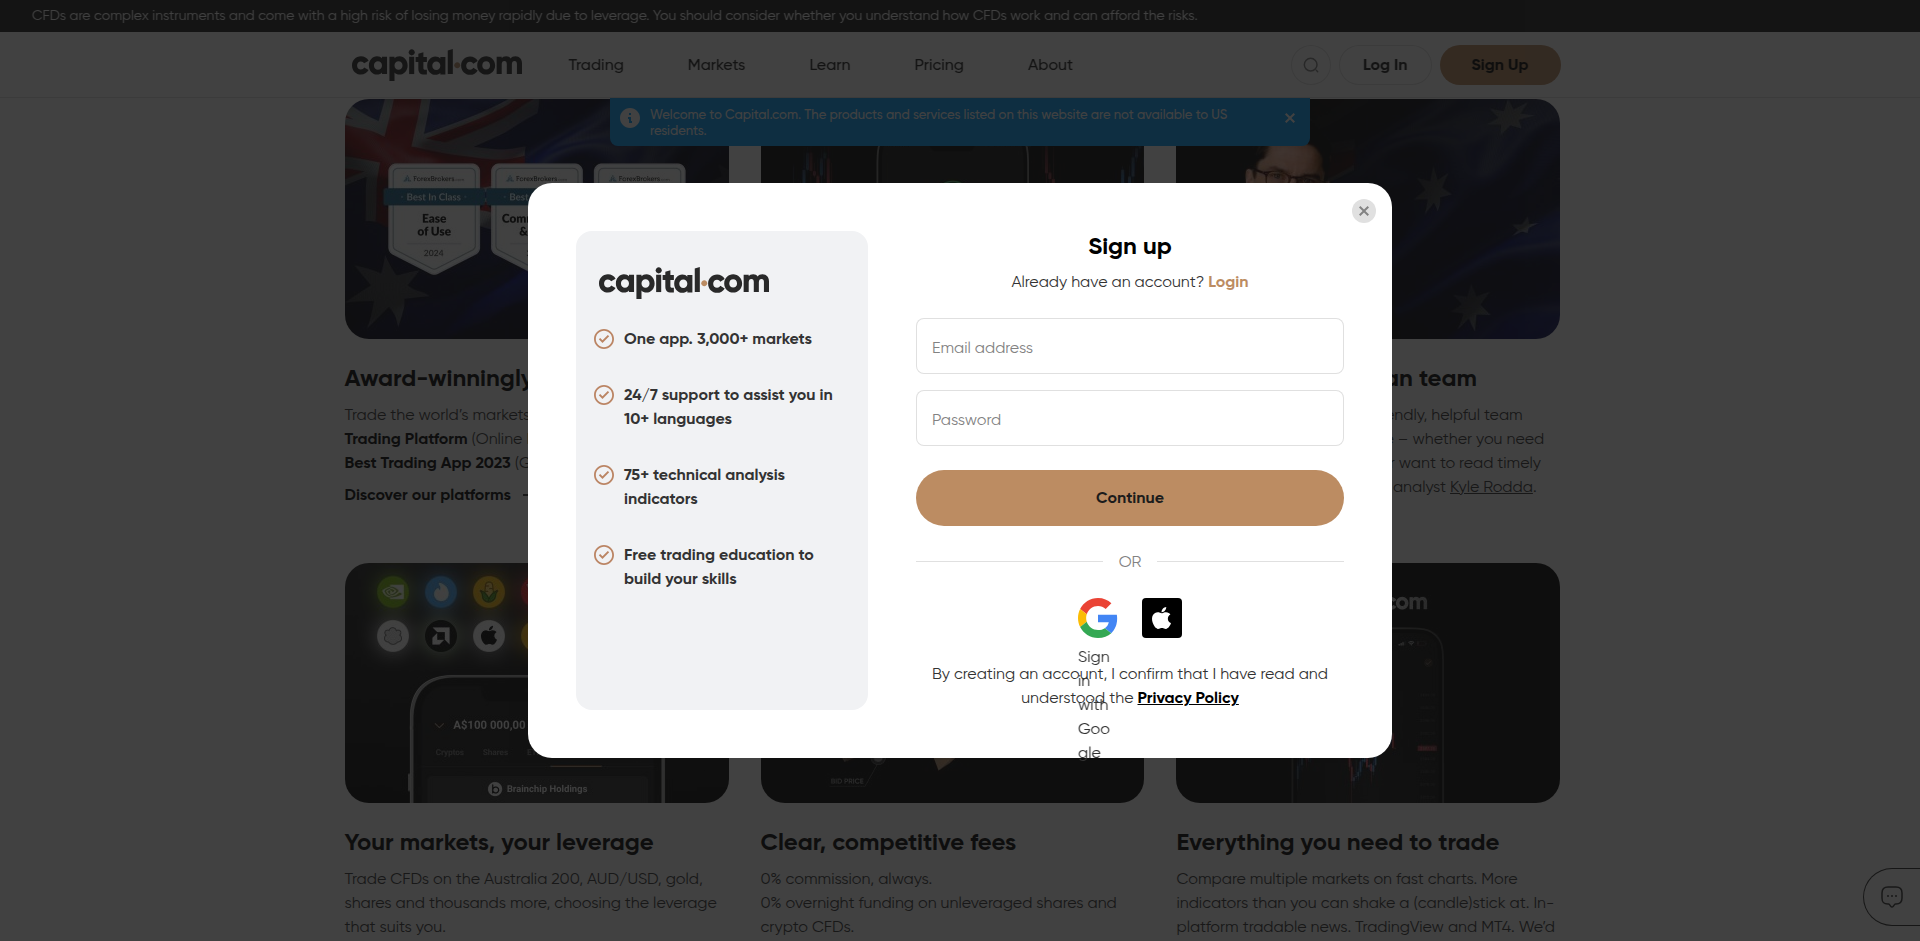 CFDs are complex instruments and come with a high risk of losing money rapidly due to leverage. You should consider whether you understand how CFDs work and can afford the risks.
capital.com
Trading
Markets
Learn
Pricing
About
Log In
Sign Up
Welcome to Capital.com. The products and services listed on this website are not available to US
residents.
ForexBrokers.com
ForexBrokers.com
ForexBrokers.com
Best In Class
Best
Ease
of Use
2024
Com
&
Sign up
Already have an account? Login
capital.com
One app. 3,000+ markets
24/7 support to assist you in
10+ languages
75+ technical analysis
indicators
Free trading education to
build your skills
Email address
Password
Continue
OR
Sign
in
with
Goo
gle
By creating an account, I confirm that I have read and
understood the Privacy Policy
Award-winningly
Trade the world's markets
Trading Platform (Online
Best Trading App 2023 (G
Discover our platforms
an team
endly, helpful team
– whether you need
want to read timely
analyst Kyle Rodda.
A$100 000,00
Cryptos
Shares
Brainchip Holdings
BID PRICE
com
Your markets, your leverage
Trade CFDs on the Australia 200, AUD/USD, gold,
shares and thousands more, choosing the leverage
that suits you.
Clear, competitive fees
0% commission, always.
0% overnight funding on unleveraged shares and
crypto CFDs.
Everything you need to trade
Compare multiple markets on fast charts. More
indicators than you can shake a (candle)stick at. In-
platform tradable news. TradingView and MT4. We'd